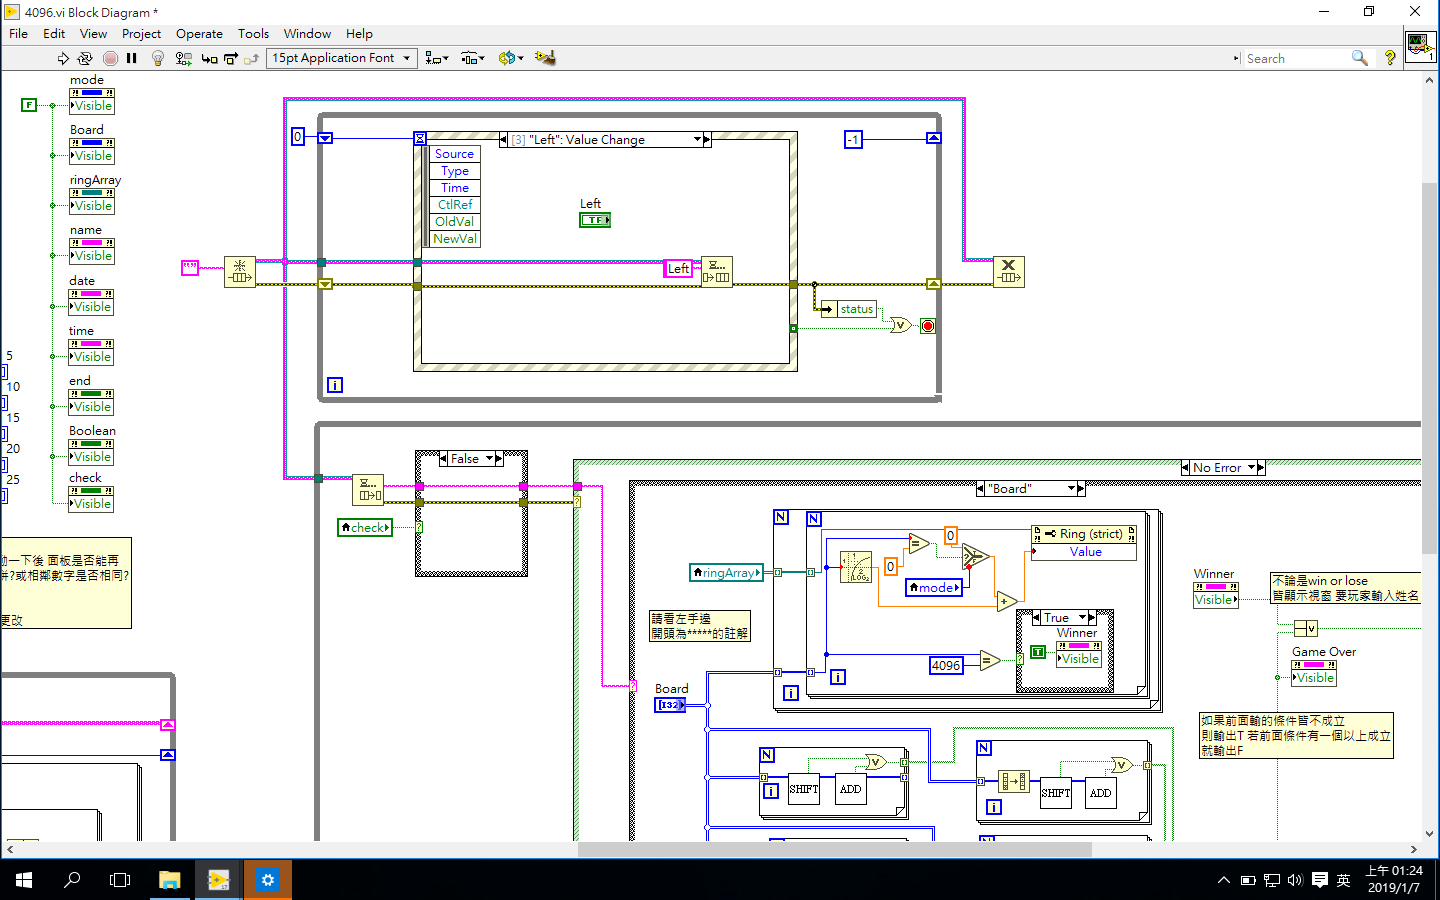 4096.vi Block Diagram *
File Edit View Project Operate Tools Window Help
15pt Application Font
Search
1
mode
Visible
Board
Visible
ringArray
Visible
name
Visible
date
Visible
time
Visible
end
Visible
Boolean
Visible
check
Visible
F
5
10
15
20
25
動一下後 面板是否能再
併?或相鄰數字是否相同?
更改
0
[3] "Left": Value Change
-1
Source
Type
Time
CtlRef
OldVal
NewVal
Left
TF
Left
status
i
False
check
No Error
"Board"
N
N
ringArray
LOG2
0
0
mode
Ring (strict)
Value
True
Winner
T
Visible
4096
i
i
請看左手邊
開頭為*****的註解
Board
[I32]
Winner
Visible
不論是win or lose
皆顯示視窗 要玩家輸入姓名
Game Over
Visible
如果前面輸的條件皆不成立
則輸出T 若前面條件有一個以上成立
就輸出F
N
i
SHIFT
ADD
N
i
SHIFT
ADD
N
英
上午 01:24
2019/1/7